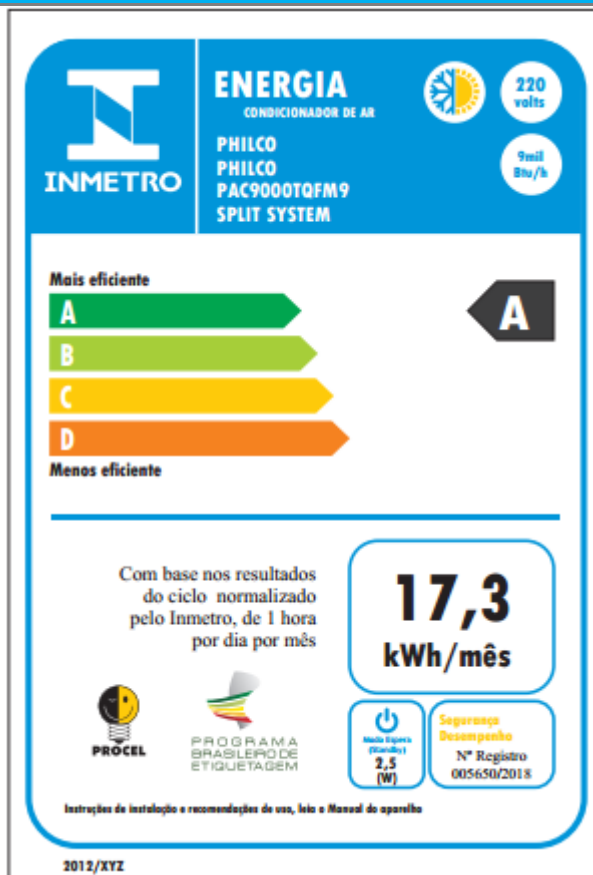 INMETRO
ENERGIA
CONDICIONADOR DE AR
PHILCO
PHILCO
PAC9000TQFM9
SPLIT SYSTEM
220
volts
9mil
Btu/h
Mais eficiente
A
A
B
C
D
Menos eficiente
Com base nos resultados
do ciclo normalizado
pelo Inmetro, de 1 hora
por dia por mês
17,3
kWh/mês
PROCEL
PROGRAMA
BRASILEIRO DE
ETIQUETAGEM
Modo Espera
(Standby)
2,5
(W)
Segurança
Desempenho
Nº Registro
005650/2018
Instruções de instalação e recomendações de uso, leia o Manual do aparelho
2012/XYZ